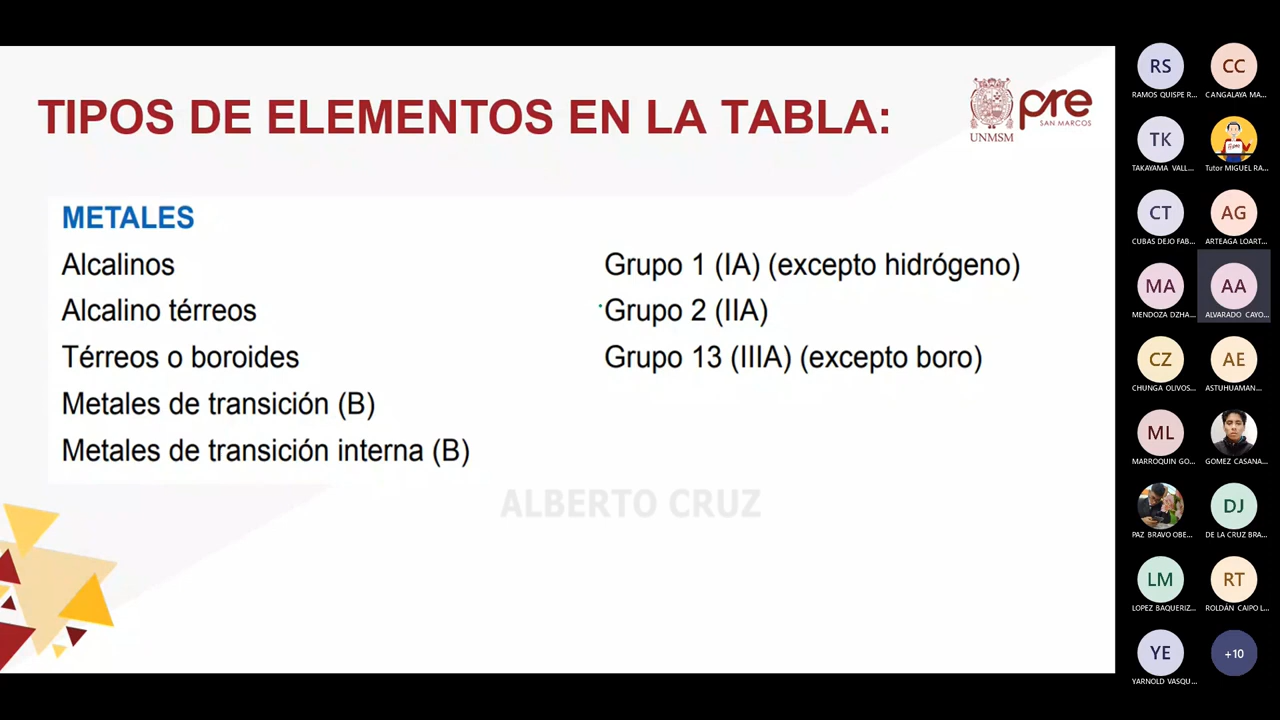 TIPOS DE ELEMENTOS EN LA TABLA:
UNMSM
pre
SAN MARCOS
METALES
Alcalinos
Grupo 1 (IA) (excepto hidrógeno)
Alcalino térreos
Grupo 2 (IIA)
Térreos o boroides
Grupo 13 (IIIA) (excepto boro)
Metales de transición (B)
Metales de transición interna (B)
ALBERTO CRUZ
RS
CC
RAMOS QUISPE R...
CANGALAYA MA...
TK
TAKAYAMA VALL...
Tutor MIGUEL RA...
CT
AG
CUBAS DEJO FAB...
ARTEAGA LOART...
MA
AA
MENDOZA DZHA...
ALVARADO CAYO...
CZ
AE
CHUNGA OLIVOS...
ASTUHUAMAN...
ML
MARROQUIN GO...
GOMEZ CASANA...
DJ
PAZ BRAVO OBE...
DE LA CRUZ BRA...
LM
RT
LOPEZ BAQUERIZ...
ROLDÁN CAIPO L...
YE
+10
YARNOLD VASQU...